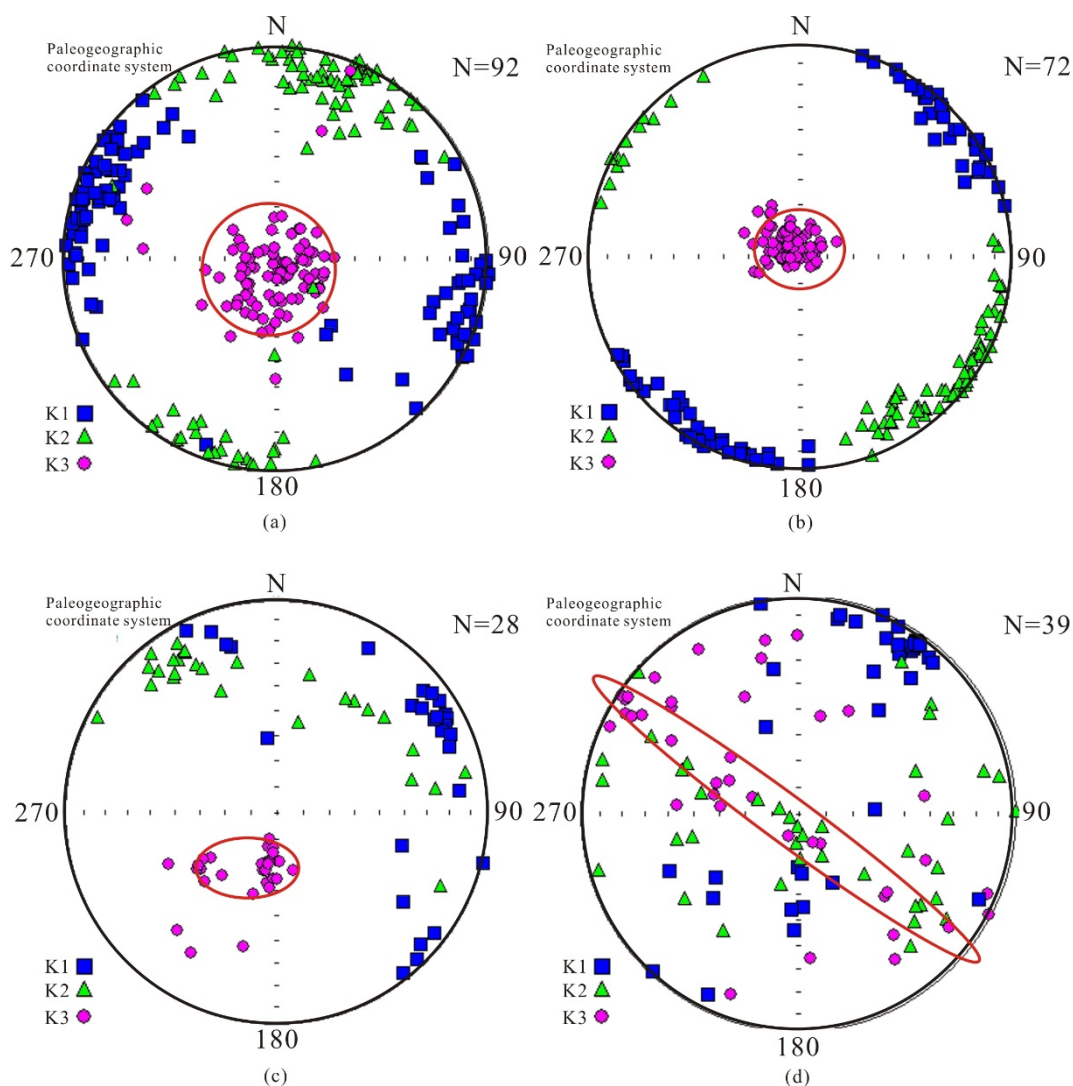 N
Paleogeographic
coordinate system
N=92
270
90
K1
K2
K3
180
(a)
N
Paleogeographic
coordinate system
N=72
270
90
K1
K2
K3
180
(b)
N
Paleogeographic
coordinate system
N=28
270
90
K1
K2
K3
180
(c)
N
Paleogeographic
coordinate system
N=39
270
90
K1
K2
K3
180
(d)